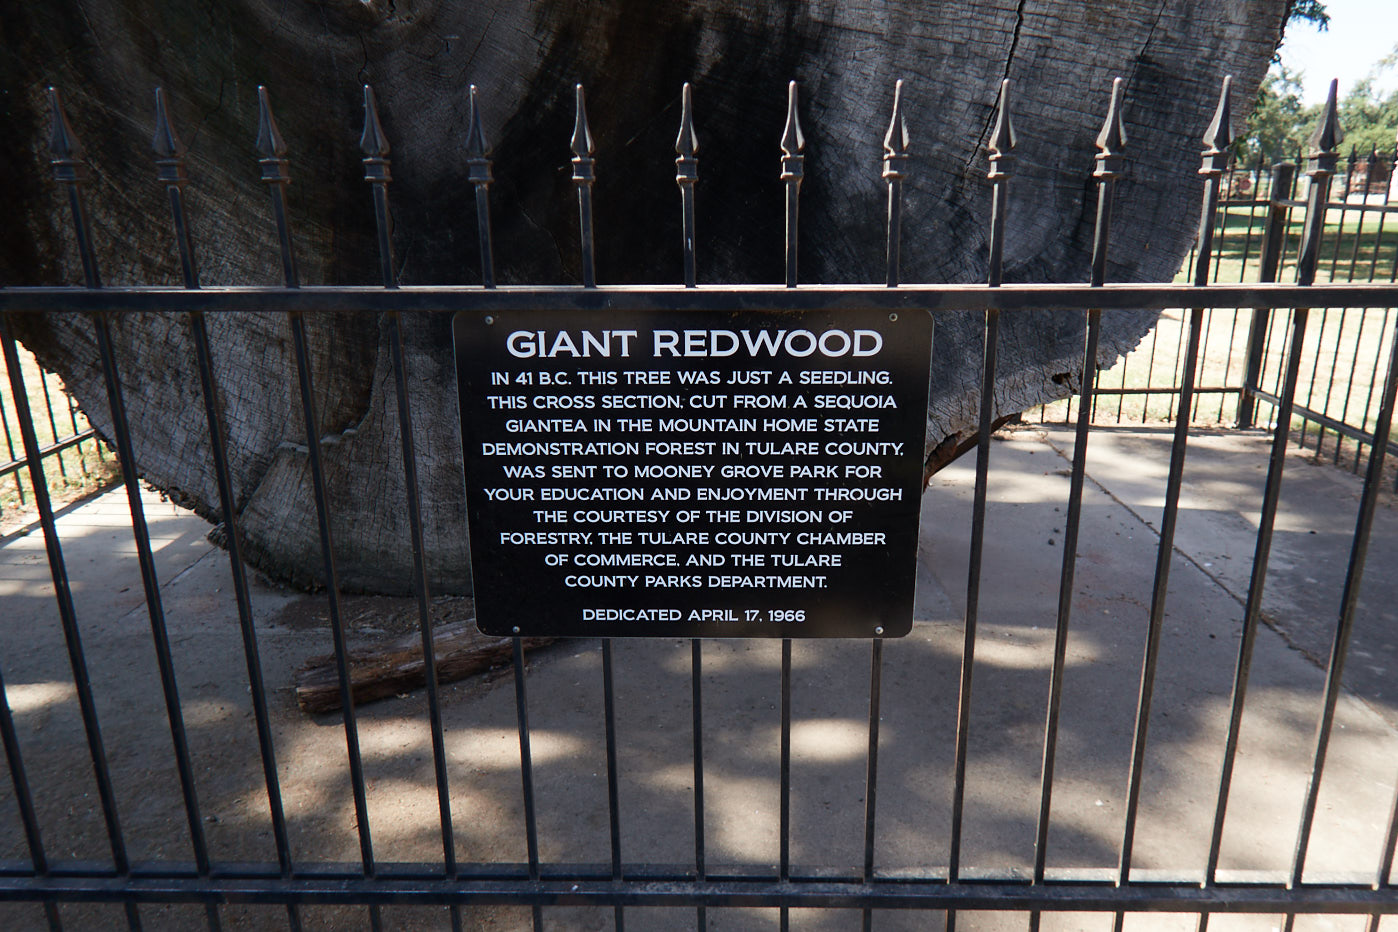 GIANT REDWOOD
IN 41 B.C. THIS TREE WAS JUST A SEEDLING.
THIS CROSS SECTION, CUT FROM A SEQUOIA
GIANTEA IN THE MOUNTAIN HOME STATE
DEMONSTRATION FOREST IN TULARE COUNTY,
WAS SENT TO MOONEY GROVE PARK FOR
YOUR EDUCATION AND ENJOYMENT THROUGH
THE COURTESY OF THE DIVISION OF
FORESTRY, THE TULARE COUNTY CHAMBER
OF COMMERCE, AND THE TULARE
COUNTY PARKS DEPARTMENT.
DEDICATED APRIL 17, 1966